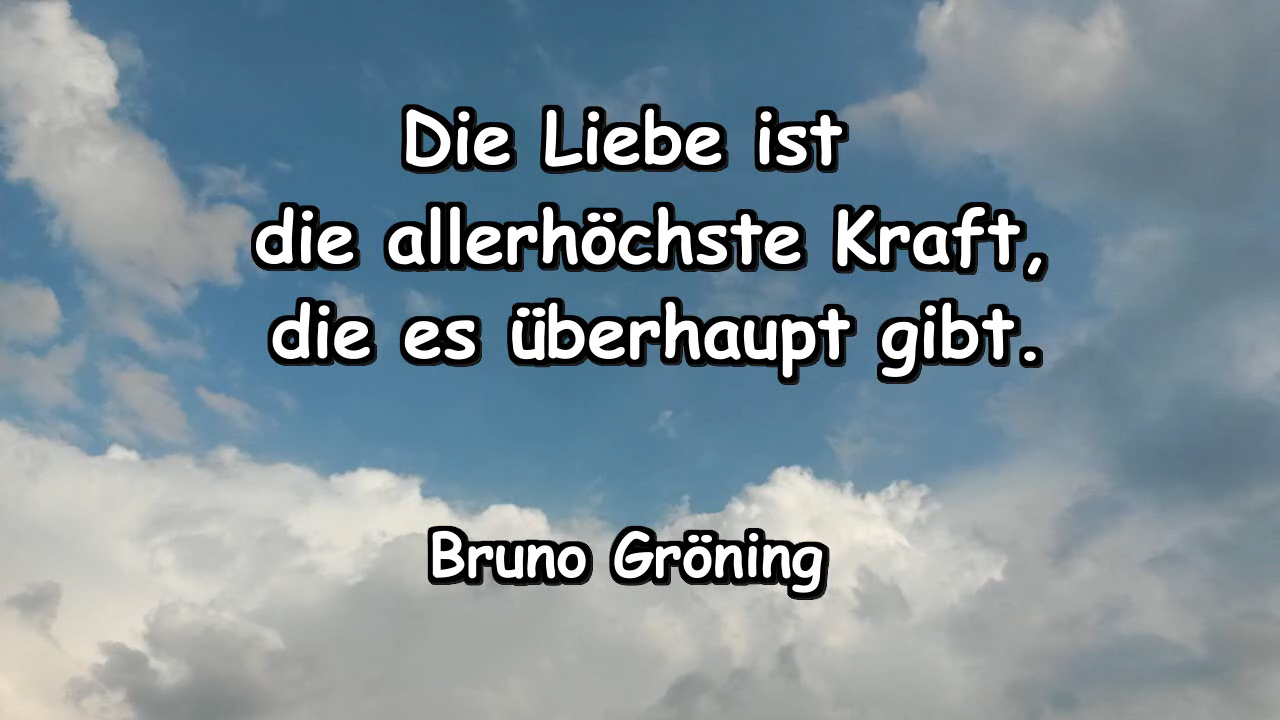 Die Liebe ist
die allerhöchste Kraft,
die es überhaupt gibt.
Bruno Gröning